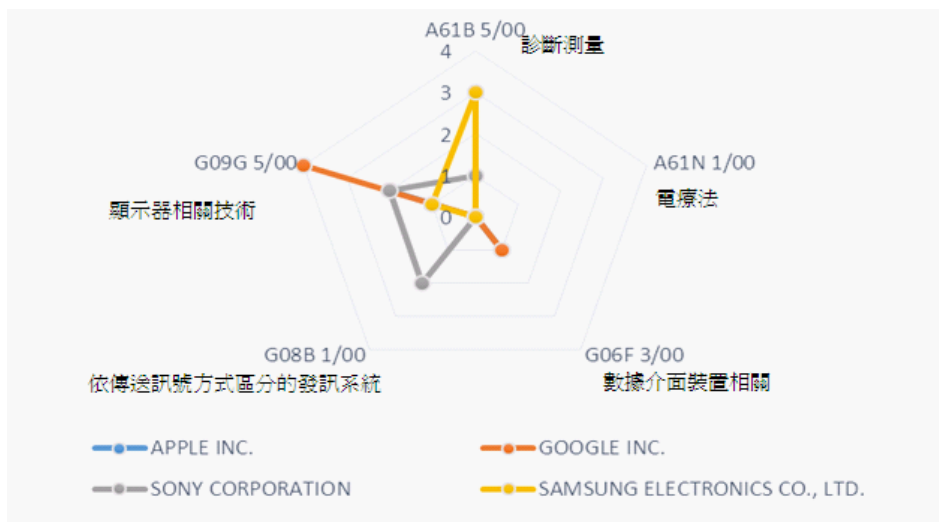 A61B 5/00
診斷測量
4
3
2
1
0
G09G 5/00
顯示器相關技術
A61N 1/00
電療法
G08B 1/00
依傳送訊號方式區分的發訊系統
G06F 3/00
數據介面裝置相關
APPLE INC.
GOOGLE INC.
SONY CORPORATION
SAMSUNG ELECTRONICS CO., LTD.